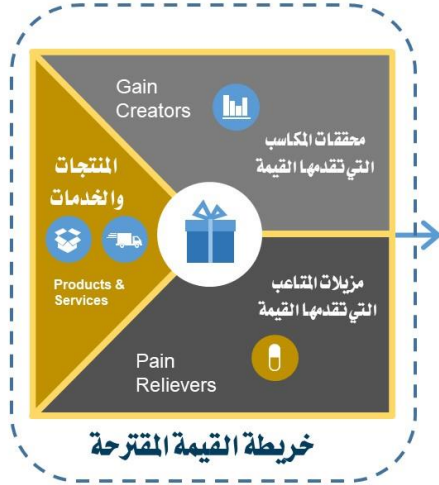 Gain
Creators
محققات المكاسب
التي تقدمها القيمة
المنتجات
والخدمات
Products &
Services
مزيلات المتاعب
التي تقدمها القيمة
Pain
Relievers
خريطة القيمة المقترحة